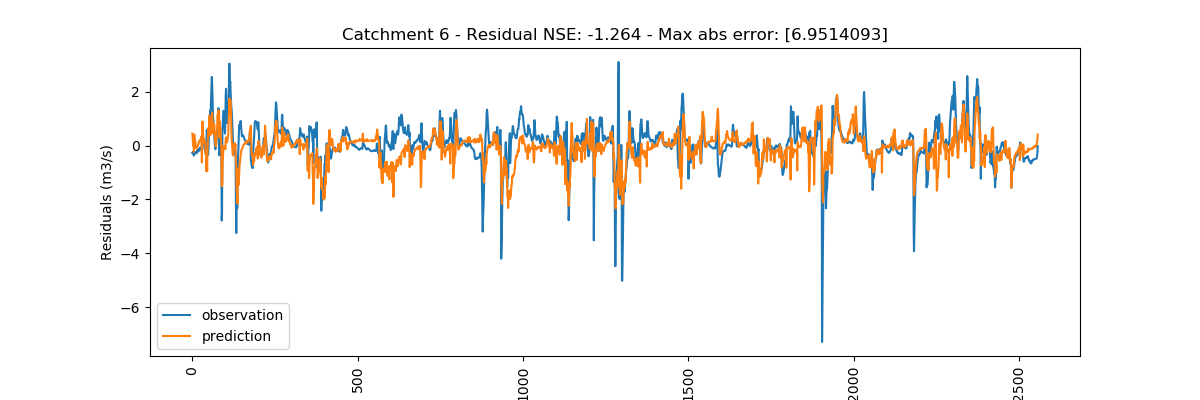 Catchment 6 - Residual NSE: -1.264 - Max abs error: [6.9514093]
Residuals (m3/s)
2
0
−2
−4
−6
observation
prediction
0
500
1000
1500
2000
2500